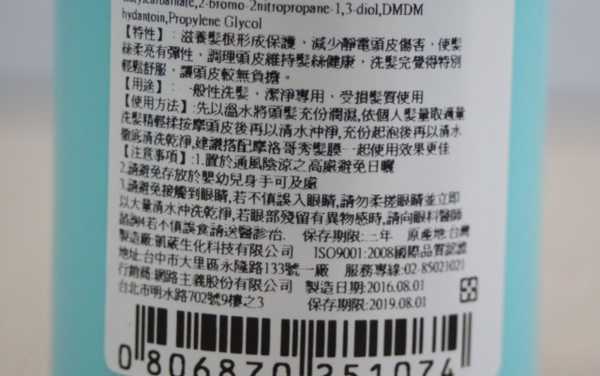 2-bromo-2nitropropane-1,3-diol,DMDM
hydantoin,Propylene Glycol
【特性】：滋養髮根形成保護，減少靜電頭皮傷害，使髮
絲柔亮有彈性，調理頭皮維持髮絲健康，洗髮完覺得特別
輕鬆舒服，讓頭皮較無負擔。
【用途】：一般性洗髮，潔淨專用，受損髮質使用
【使用方法】:先以溫水將頭髮充份潤濕,依個人髮量取適量
洗髮精輕揉按摩頭皮後再以清水沖淨,充份起泡後再以清水
徹底清洗乾淨,建議搭配摩洛哥秀髮膜一起使用效果更佳
【注意事項】:1.置於通風陰涼之高處避免日曬
2.請避免存放於嬰幼兒身手可及處
3.請避免接觸到眼睛,若不慎誤入眼睛,請勿柔搓眼睛並立即
以大量清水沖洗乾淨,若眼部殘留有異物感時,請向眼科醫師
諮詢4若不慎誤食請送醫診治. 保存期限:三年 原產地:台灣
製造廠:凱葳生化科技有限公司 ISO9001:2008國際品質認證
地址:台中市大里區永隆路133號一廠 服務專線:02-85021021
行銷商:網路主義股份有限公司 製造日期:2016.08.01
台北市明水路702號9樓之3 保存期限:2019.08.01
0 806870 251074